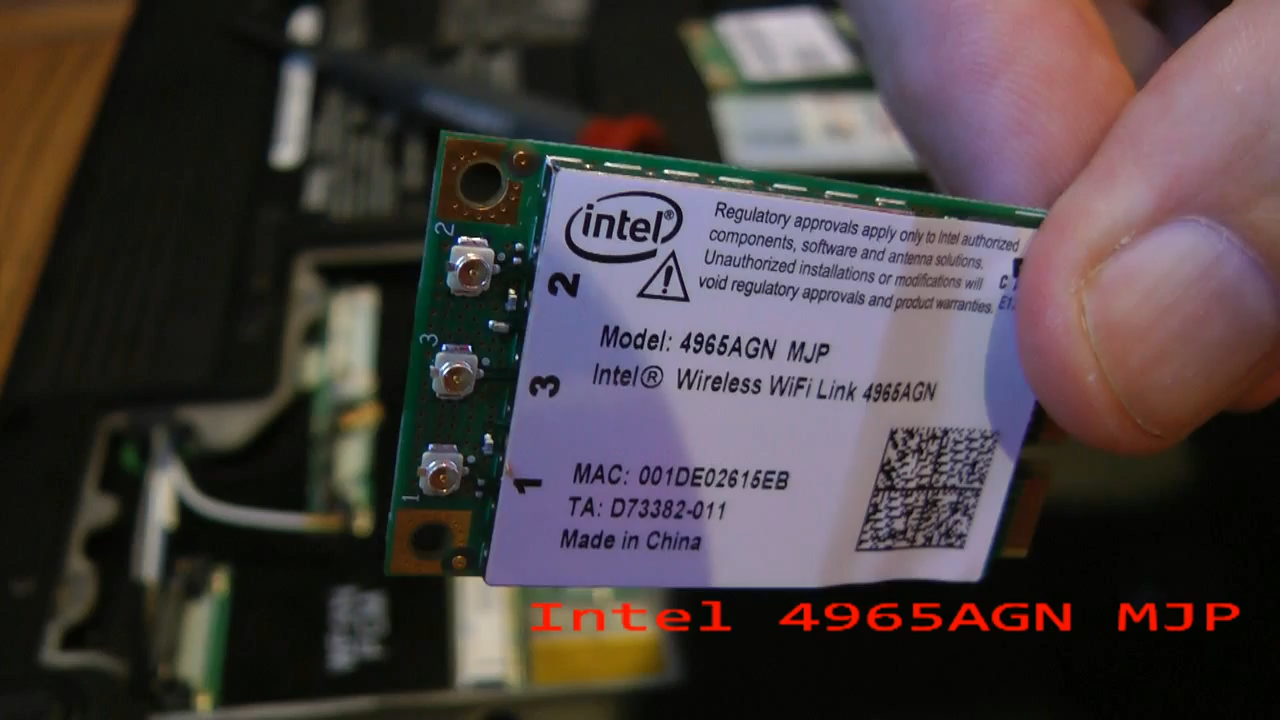 intel®
Regulatory approvals apply only to Intel authorized
components, software and antenna solutions.
Unauthorized installations or modifications will
void regulatory approvals and product warranties.
2
3
1
2
3
1
Model: 4965AGN MJP
Intel® Wireless WiFi Link 4965AGN
MAC: 001DE02615EB
TA: D73382-011
Made in China
Intel 4965AGN MJP